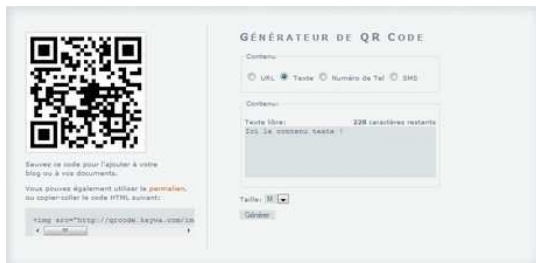 GÉNÉRATEUR DE QR CODE
Contenu
URL Texte Numéro de Tel SMS
Contenu:
Texte libre: 228 caractères restants
Ici le contenu texte !
Taille: M
Générer
Sauvez ce code pour l'ajouter à votre
blog ou à vos documents.
Vous pouvez également utiliser le permalien,
ou copier-coller le code HTML suivant:
<img src="http://qrcode.kaywa.com/im